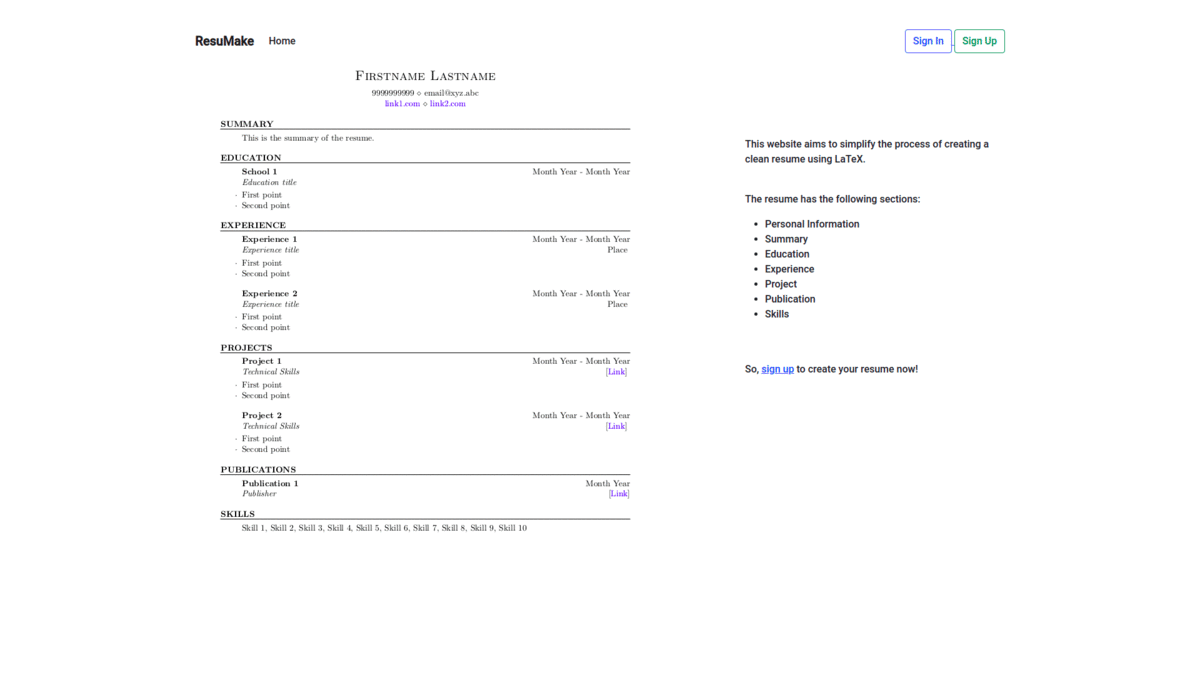 ResuMake Home Sign In Sign Up
Firstname Lastname
9999999999 ⋄ email@xyz.abc
link1.com ⋄ link2.com
SUMMARY
This is the summary of the resume.
EDUCATION
School 1 Month Year - Month Year
Education title
· First point
· Second point
EXPERIENCE
Experience 1 Month Year - Month Year
Experience title Place
· First point
· Second point
Experience 2 Month Year - Month Year
Experience title Place
· First point
· Second point
PROJECTS
Project 1 Month Year - Month Year
Technical Skills [Link]
· First point
· Second point
Project 2 Month Year - Month Year
Technical Skills [Link]
· First point
· Second point
PUBLICATIONS
Publication 1 Month Year
Publisher [Link]
SKILLS
Skill 1, Skill 2, Skill 3, Skill 4, Skill 5, Skill 6, Skill 7, Skill 8, Skill 9, Skill 10
This website aims to simplify the process of creating a
clean resume using LaTeX.
The resume has the following sections:
• Personal Information
• Summary
• Education
• Experience
• Project
• Publication
• Skills
So, sign up to create your resume now!